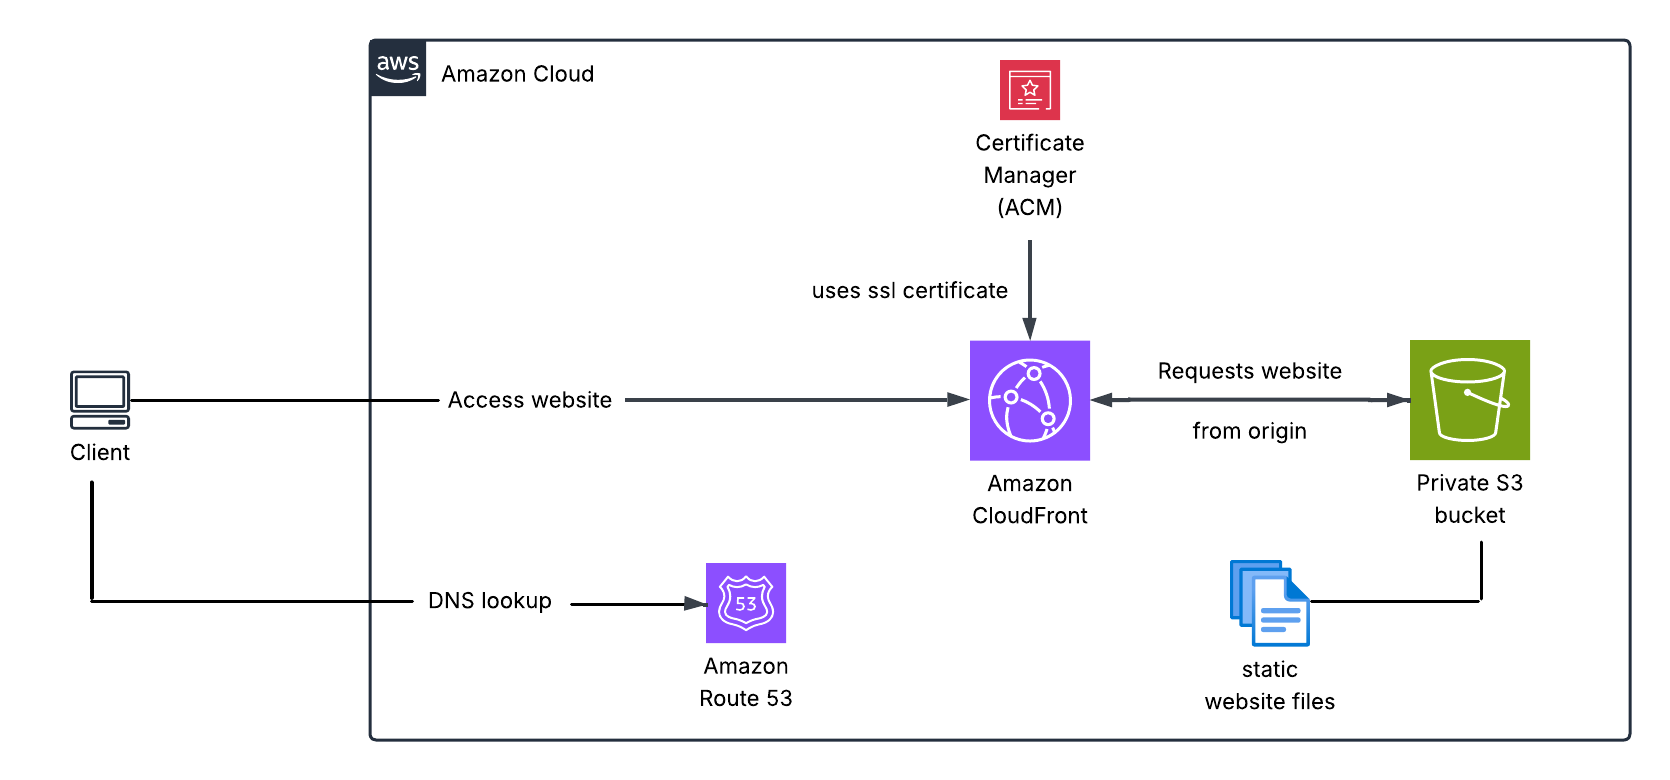 aws
Amazon Cloud
Certificate
Manager
(ACM)
uses ssl certificate
Client
Access website
Requests website
from origin
Amazon
CloudFront
Private S3
bucket
DNS lookup
53
Amazon
Route 53
static
website files